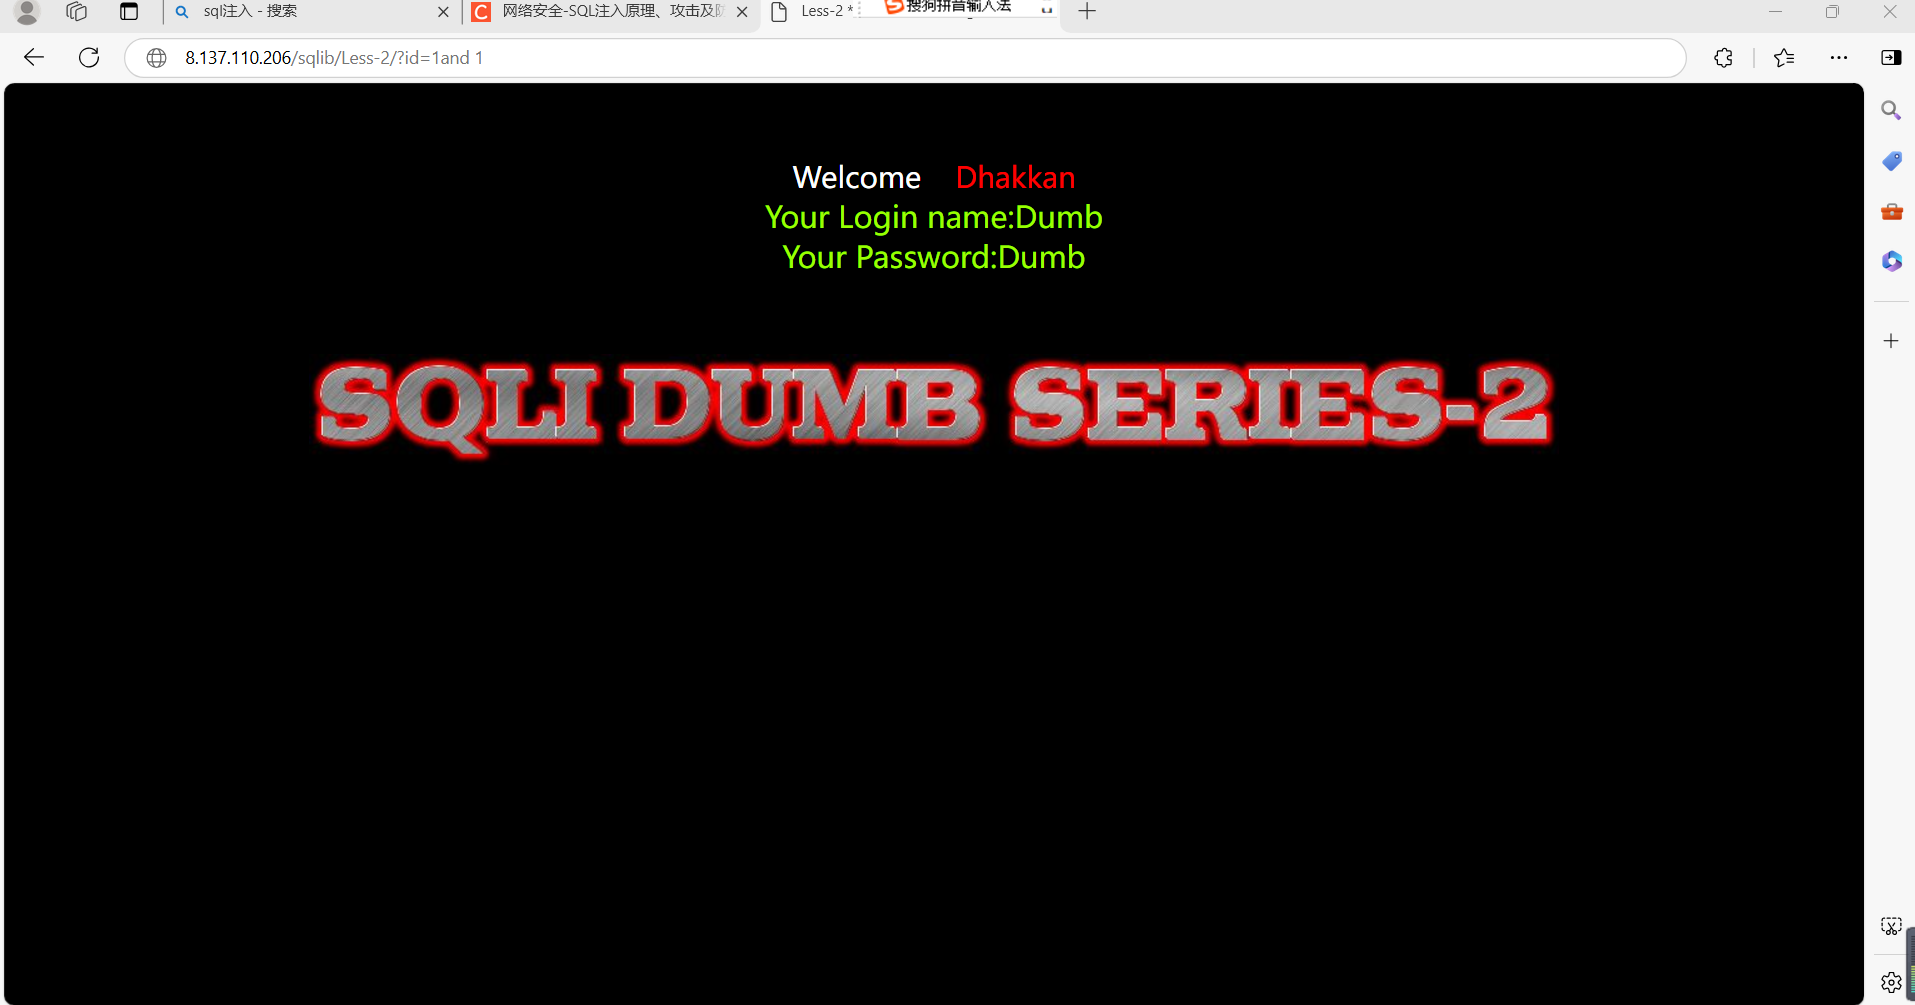 sql注入 - 搜索
网络安全-SQL注入原理、攻击及防
Less-2 *
搜狗拼音输入法
8.137.110.206/sqlib/Less-2/?id=1and 1
Welcome Dhakkan
Your Login name:Dumb
Your Password:Dumb
SQLI DUMB SERIES-2